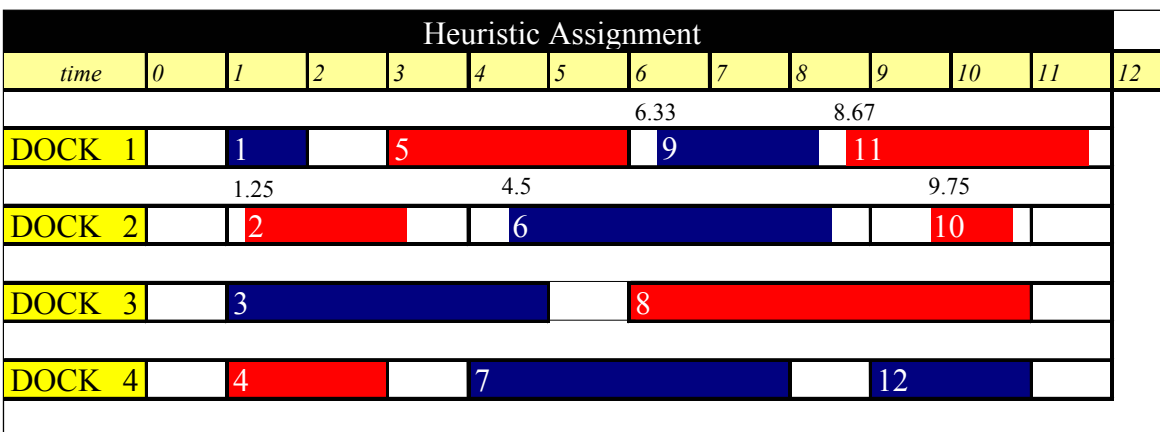 Heuristic Assignment
time 0 1 2 3 4 5 6 7 8 9 10 11 12
6.33 8.67
DOCK 1 1 5 9 11
1.25 4.5 9.75
DOCK 2 2 6 10
DOCK 3 3 8
DOCK 4 4 7 12